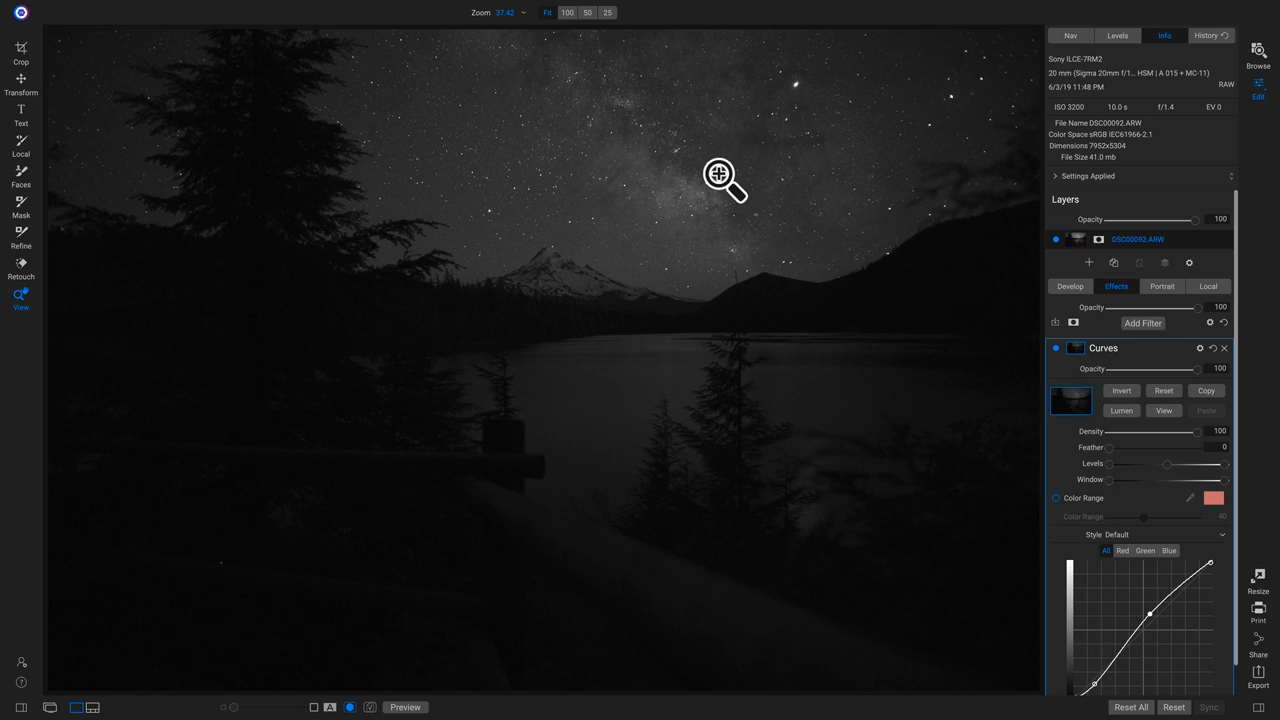 Zoom 37.42 Fit 100 50 25
Crop
Transform
Text
Local
Faces
Mask
Refine
Retouch
View
Nav Levels Info History
Sony ILCE-7RM2
20 mm (Sigma 20mm f/1... HSM | A 015 + MC-11)
6/3/19 11:48 PM RAW
ISO 3200 10.0 s f/1.4 EV 0
File Name DSC00092.ARW
Color Space sRGB IEC61966-2.1
Dimensions 7952x5304
File Size 41.0 mb
Settings Applied
Layers
Opacity 100
DSC00092.ARW
Develop Effects Portrait Local
Opacity 100
Add Filter
Curves
Opacity 100
Invert Reset Copy
Lumen View Paste
Density 100
Feather 0
Levels
Window
Color Range
Color Range 40
Style Default
All Red Green Blue
Browse
Edit
Resize
Print
Share
Export
A Preview
Reset All Reset Sync